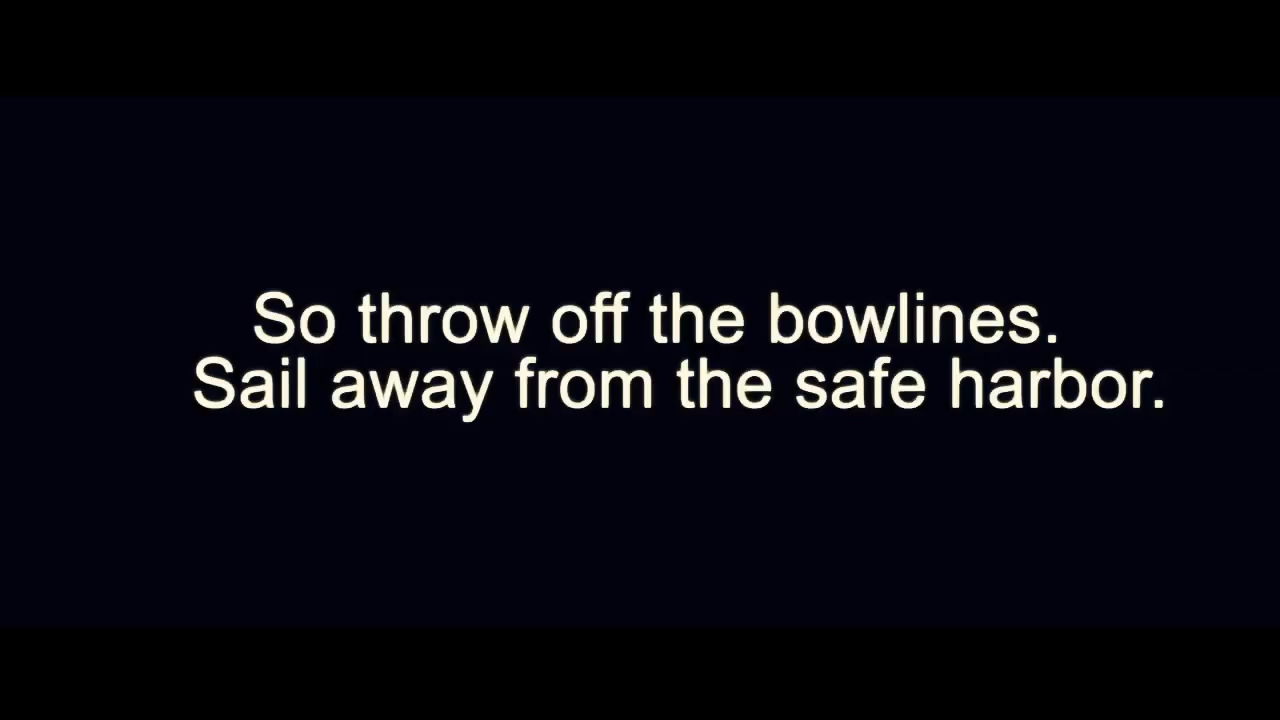 So throw off the bowlines.
Sail away from the safe harbor.